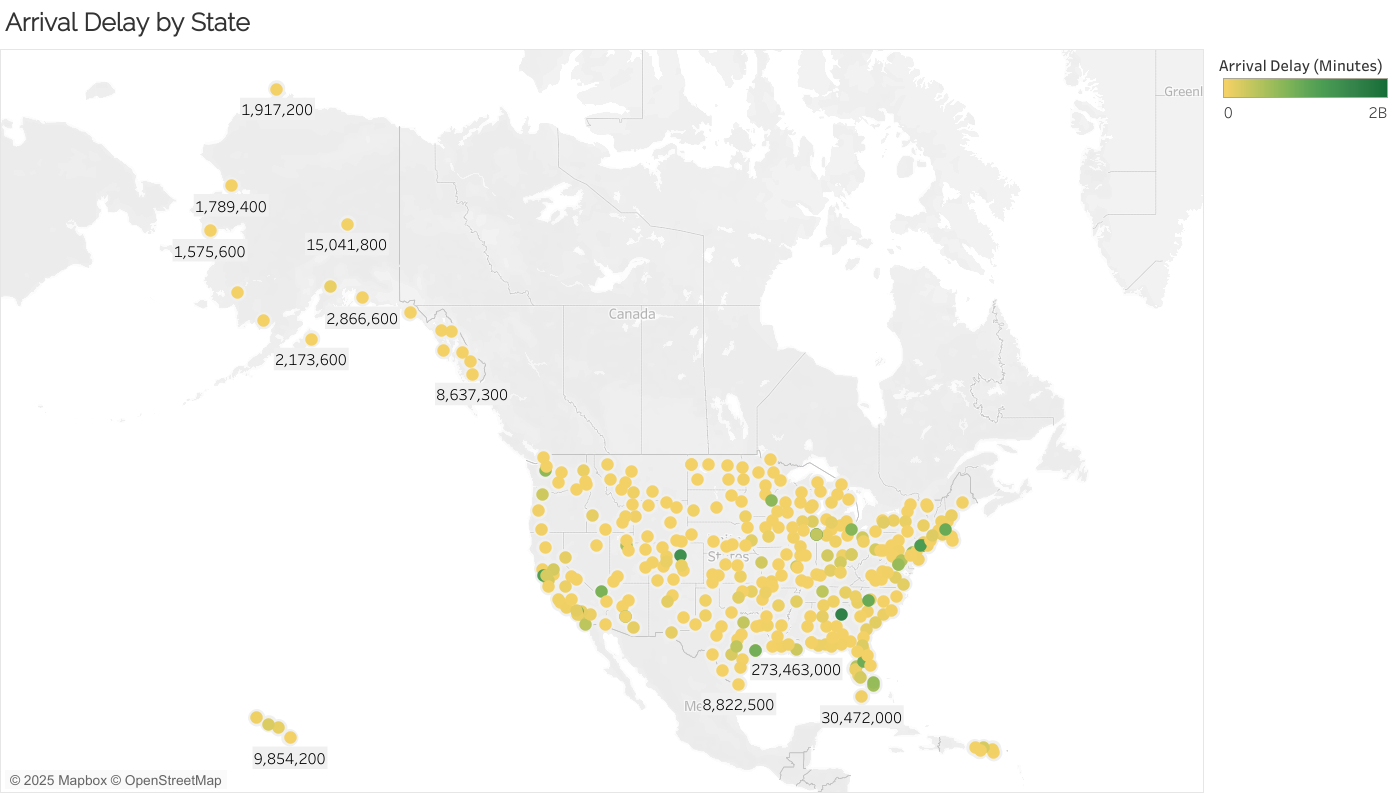 Arrival Delay by State
Arrival Delay (Minutes)
0 2B
Greenl
1,917,200
1,789,400
15,041,800
1,575,600
Canada
2,866,600
2,173,600
8,637,300
273,463,000
8,822,500
30,472,000
9,854,200
© 2025 Mapbox © OpenStreetMap